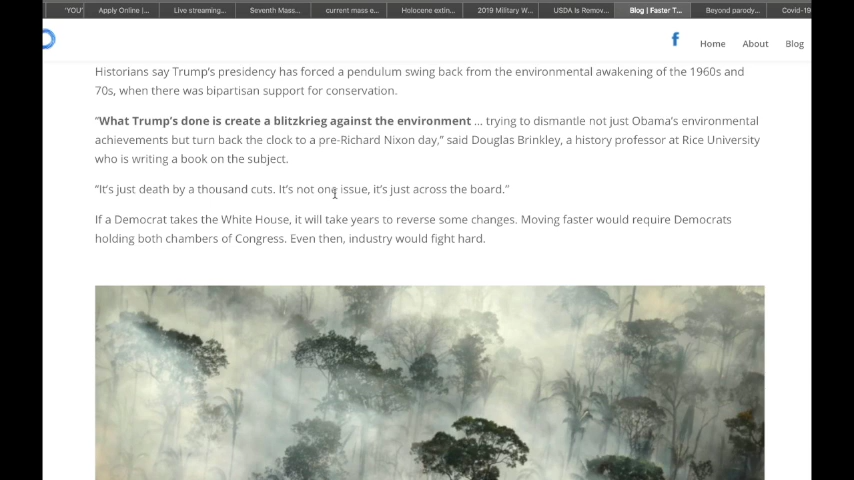 'YOU'
Apply Online |...
Live streaming...
Seventh Mass...
current mass e...
Holocene extin...
2019 Military W...
USDA Is Remov...
Blog | Faster T...
Beyond parody...
Covid-19
f
Home
About
Blog
Historians say Trump's presidency has forced a pendulum swing back from the environmental awakening of the 1960s and
70s, when there was bipartisan support for conservation.
"What Trump's done is create a blitzkrieg against the environment ... trying to dismantle not just Obama's environmental
achievements but turn back the clock to a pre-Richard Nixon day," said Douglas Brinkley, a history professor at Rice University
who is writing a book on the subject.
"It's just death by a thousand cuts. It's not one issue, it's just across the board."
If a Democrat takes the White House, it will take years to reverse some changes. Moving faster would require Democrats
holding both chambers of Congress. Even then, industry would fight hard.